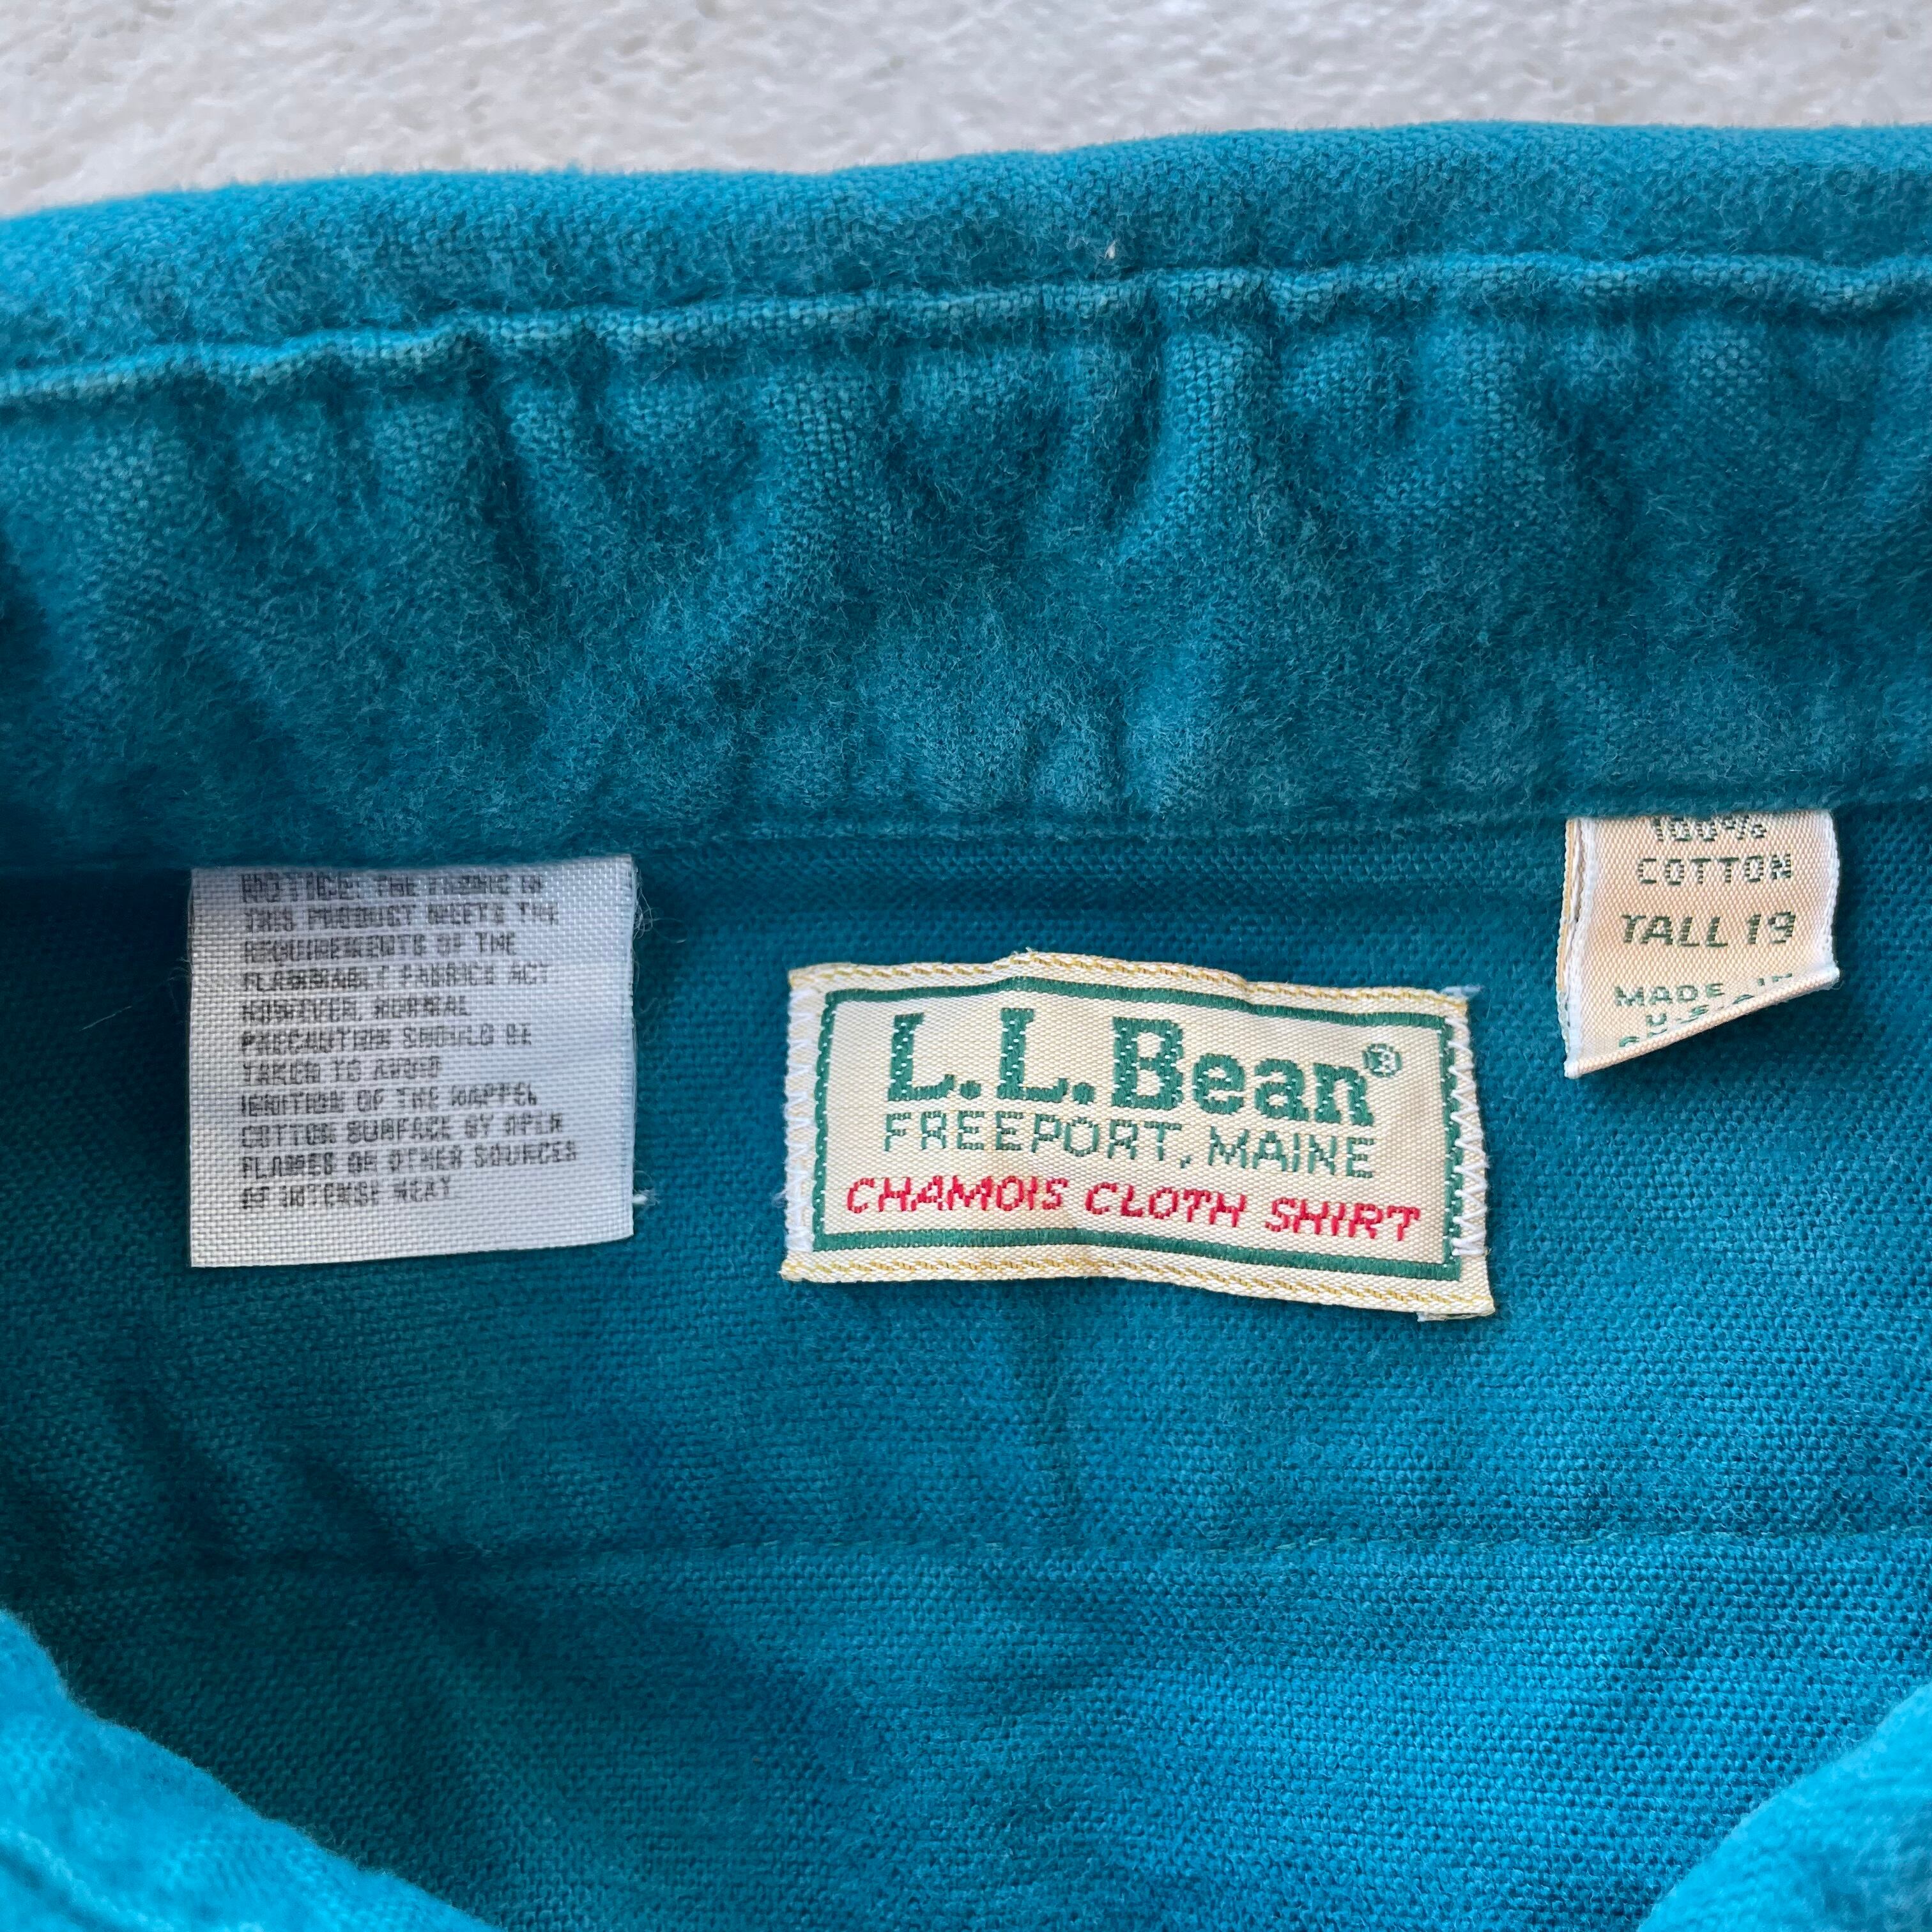 NOTICE: THE FABRIC IN
THIS PRODUCT MEETS THE
REQUIREMENTS OF THE
FLAMMABLE FABRICS ACT.
HOWEVER, NORMAL
PRECAUTION SHOULD BE
TAKEN TO AVOID
IGNITION OF THE NAPPED
COTTON SURFACE BY OPEN
FLAMES OR OTHER SOURCES
OF INTENSE HEAT
L.L.Bean®
FREEPORT, MAINE
CHAMOIS CLOTH SHIRT
100%
COTTON
TALL 19
MADE IN
U.S.A.